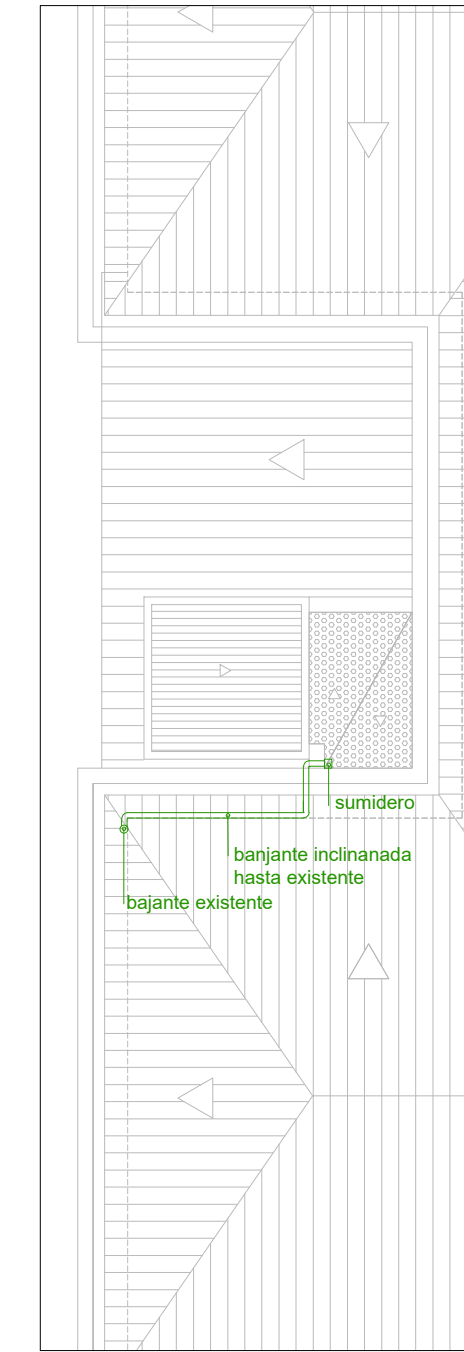 sumidero
banjante inclinanada
hasta existente
bajante existente